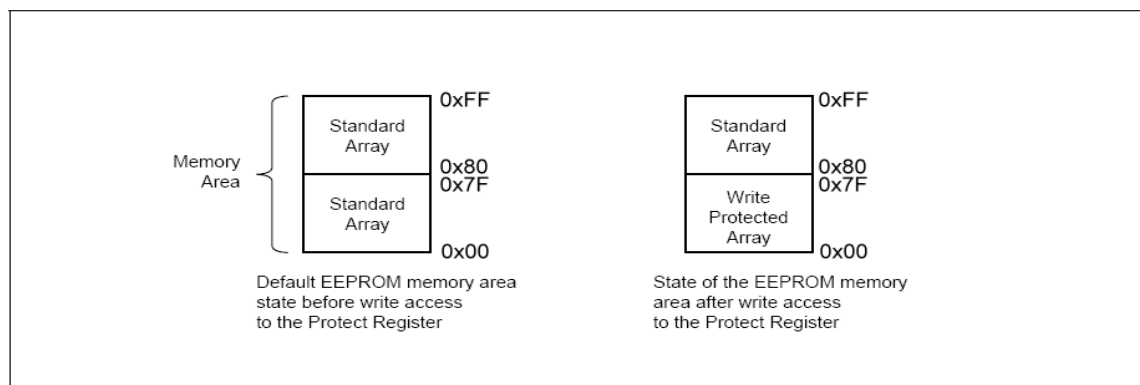 0xFF
Standard
Array
0x80
Memory
Area
0x7F
Standard
Array
0x00
Default EEPROM memory area
state before write access
to the Protect Register
0xFF
Standard
Array
0x80
0x7F
Write
Protected
Array
0x00
State of the EEPROM memory
area after write access
to the Protect Register